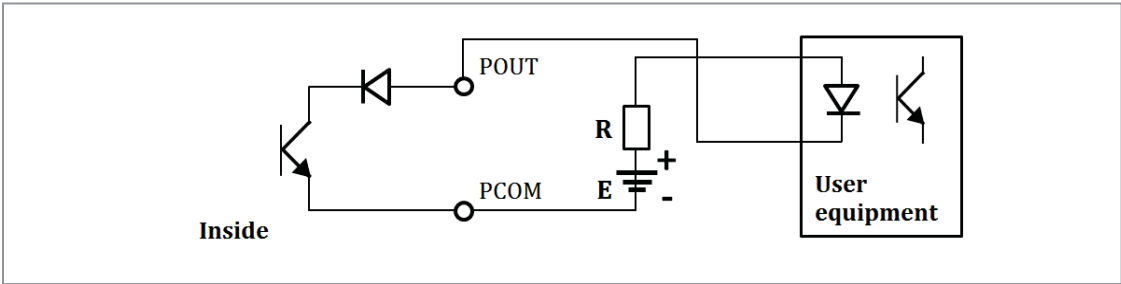 POUT
R
+
E
-
PCOM
Inside
User
equipment